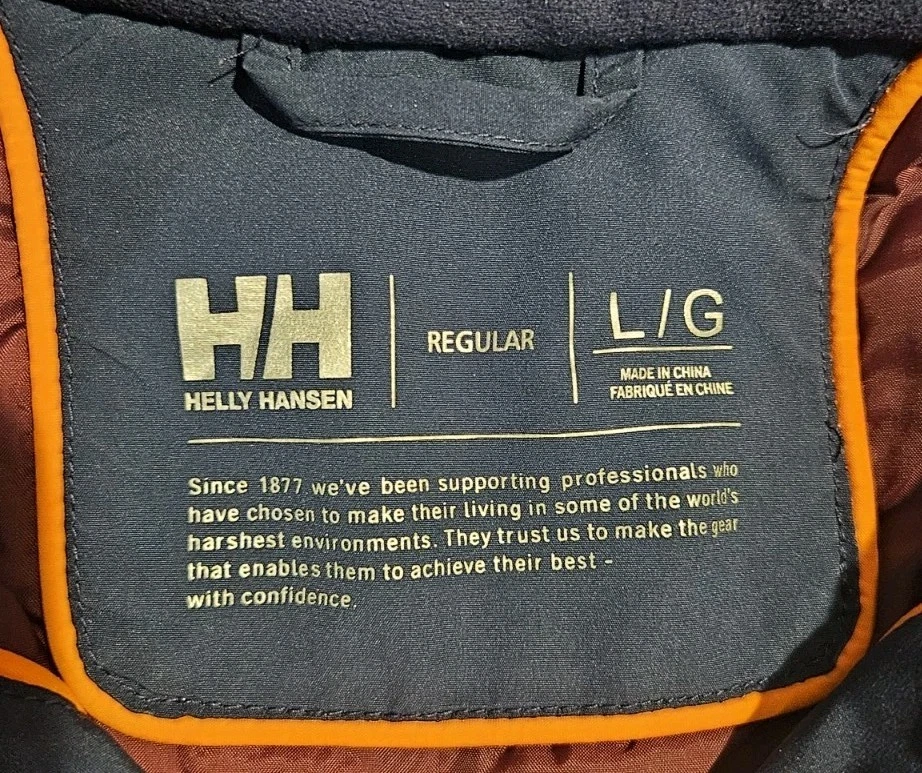 HH
HELLY HANSEN
REGULAR
L/G
MADE IN CHINA
FABRIQUÉ EN CHINE
Since 1877 we've been supporting professionals who
have chosen to make their living in some of the world's
harshest environments. They trust us to make the gear
that enables them to achieve their best -
with confidence.